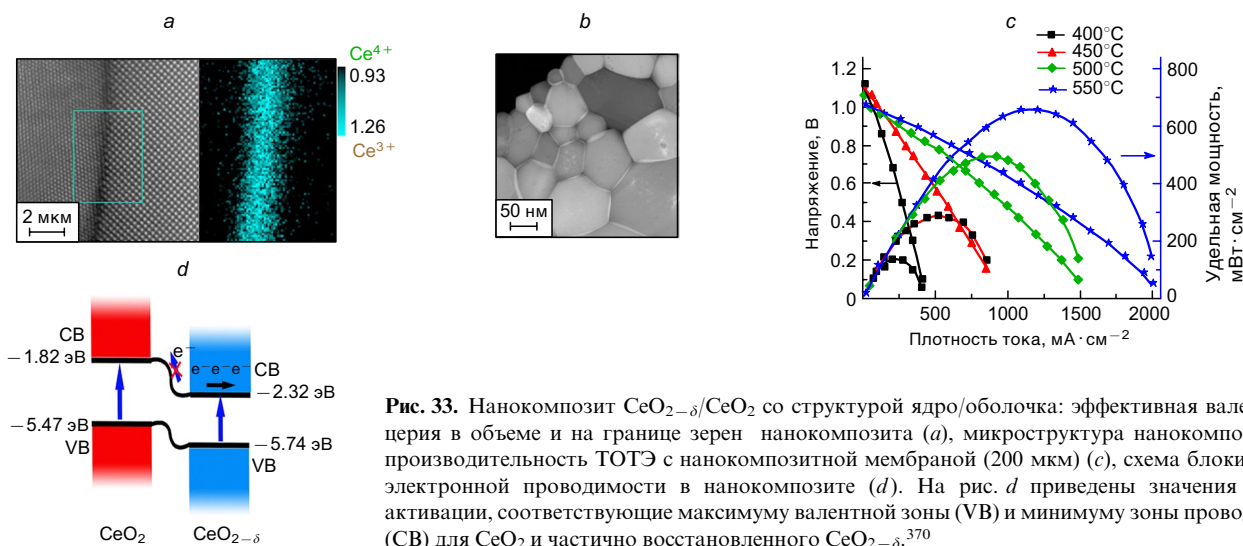 a
Ce⁴⁺
0.93
1.26
Ce³⁺
2 мкм
b
50 нм
c
400°C
450°C
500°C
550°C
Напряжение, В
1.2
1.0
0.8
0.6
0.4
0.2
0
500
1000
1500
2000
Плотность тока, мА · см⁻²
800
600
400
200
0
Удельная мощность,
мВт · см⁻²
d
CB
−1.82 эВ
e⁻
e⁻ e⁻ e⁻ CB
−2.32 эВ
−5.47 эВ
VB
−5.74 эВ
VB
CeO₂
CeO₂₋δ
Рис. 33. Нанокомпозит CeO₂₋δ/CeO₂ со структурой ядро/оболочка: эффективная
церия в объеме и на границе зерен нанокомпозита (a), микроструктура
производительность ТОТЭ с нанокомпозитной мембраной (200 мкм) (c), схема
электронной проводимости в нанокомпозите (d). На рис. d приведены значения
активации, соответствующие максимуму валентной зоны (VB) и минимуму зоны
(CB) для CeO₂ и частично восстановленного CeO₂₋δ.³⁷⁰